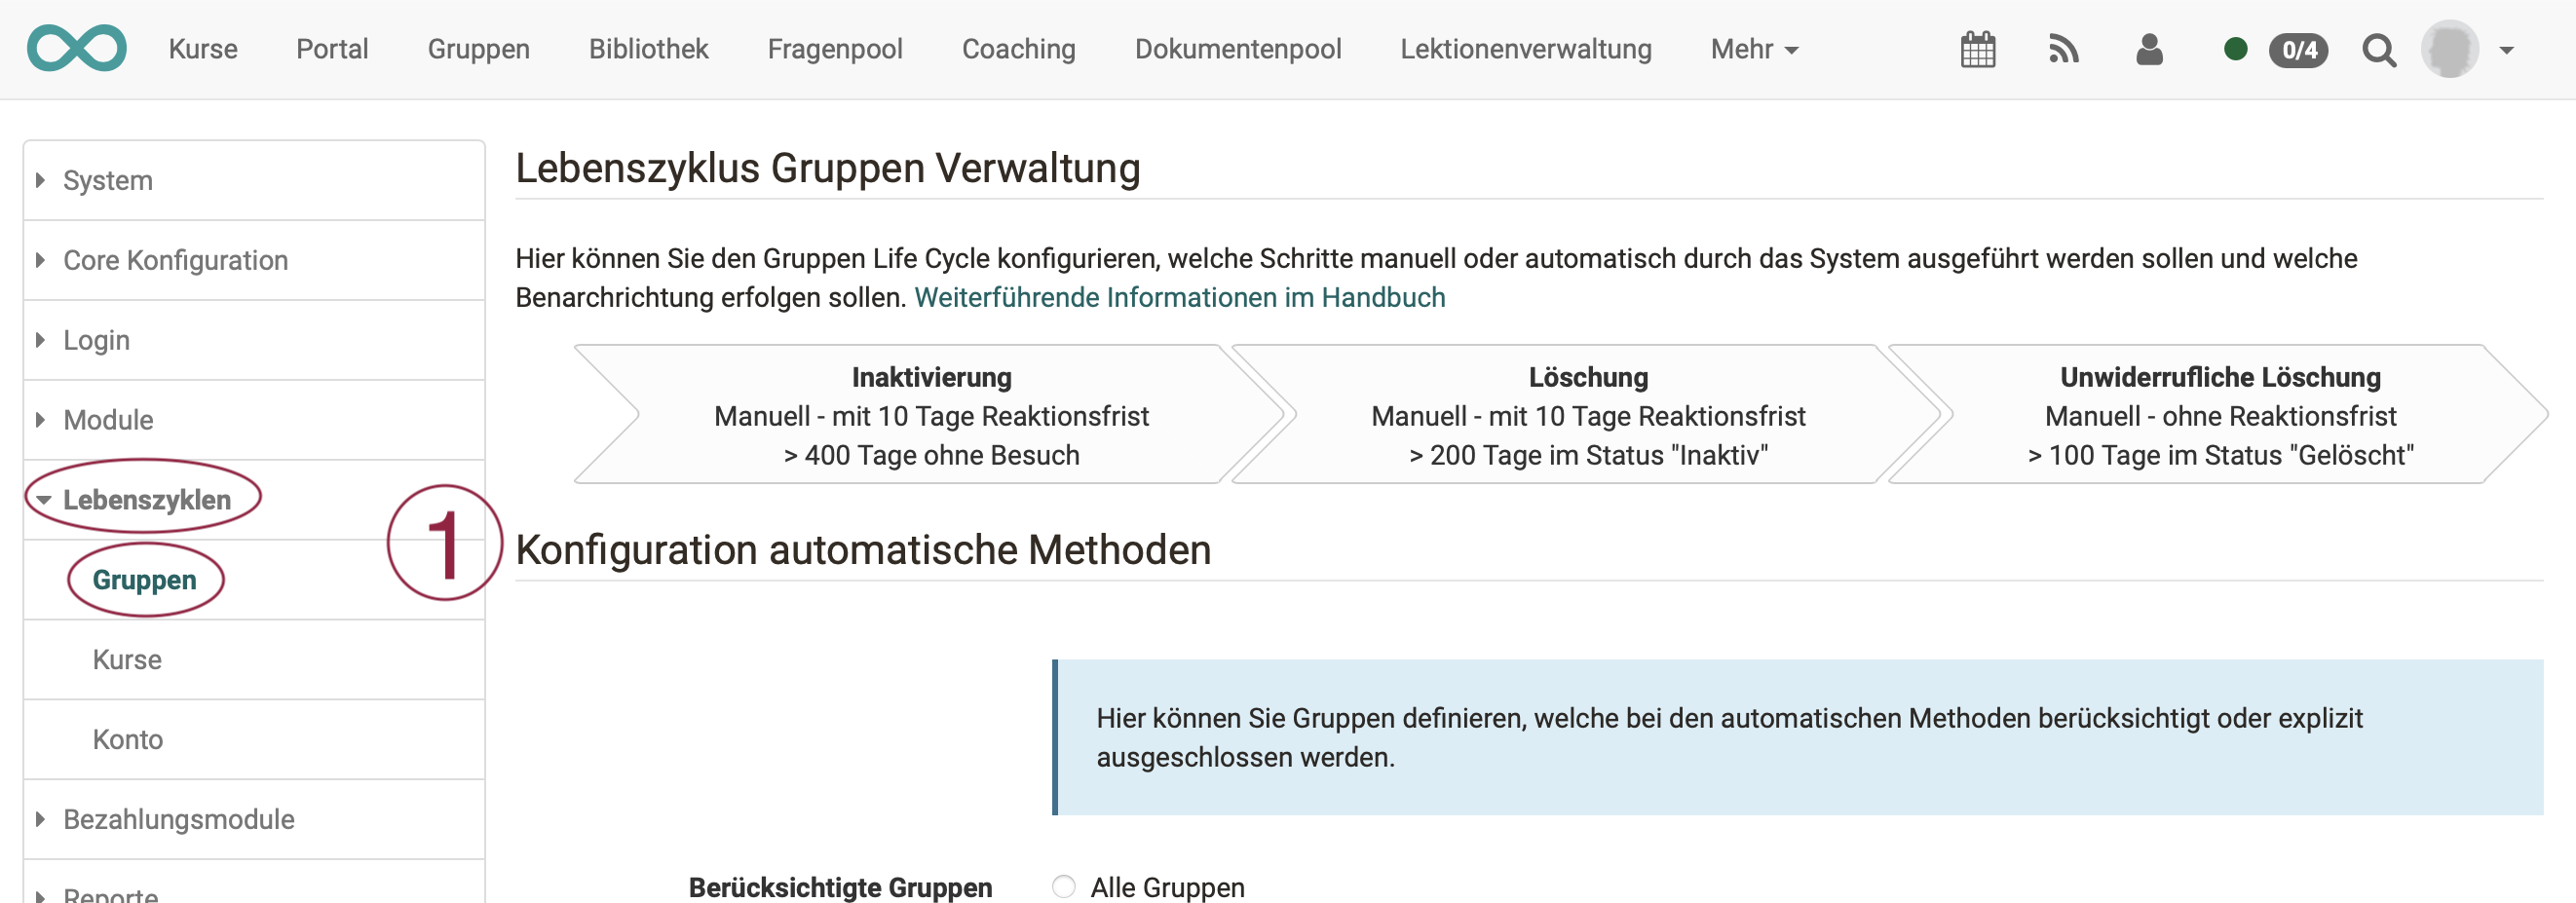 Kurse Portal Gruppen Bibliothek Fragenpool Coaching Dokumentenpool Lektionenverwaltung Mehr 0/4
System
Core Konfiguration
Login
Module
Lebenszyklen
Gruppen
1
Kurse
Konto
Bezahlungsmodule
Reporte
Lebenszyklus Gruppen Verwaltung
Hier können Sie den Gruppen Life Cycle konfigurieren, welche Schritte manuell oder automatisch durch das System ausgeführt werden sollen und welche
Benarchrichtung erfolgen sollen. Weiterführende Informationen im Handbuch
Inaktivierung
Manuell - mit 10 Tage Reaktionsfrist
> 400 Tage ohne Besuch
Löschung
Manuell - mit 10 Tage Reaktionsfrist
> 200 Tage im Status "Inaktiv"
Unwiderrufliche Löschung
Manuell - ohne Reaktionsfrist
> 100 Tage im Status "Gelöscht"
Konfiguration automatische Methoden
Hier können Sie Gruppen definieren, welche bei den automatischen Methoden berücksichtigt oder explizit
ausgeschlossen werden.
Berücksichtigte Gruppen Alle Gruppen